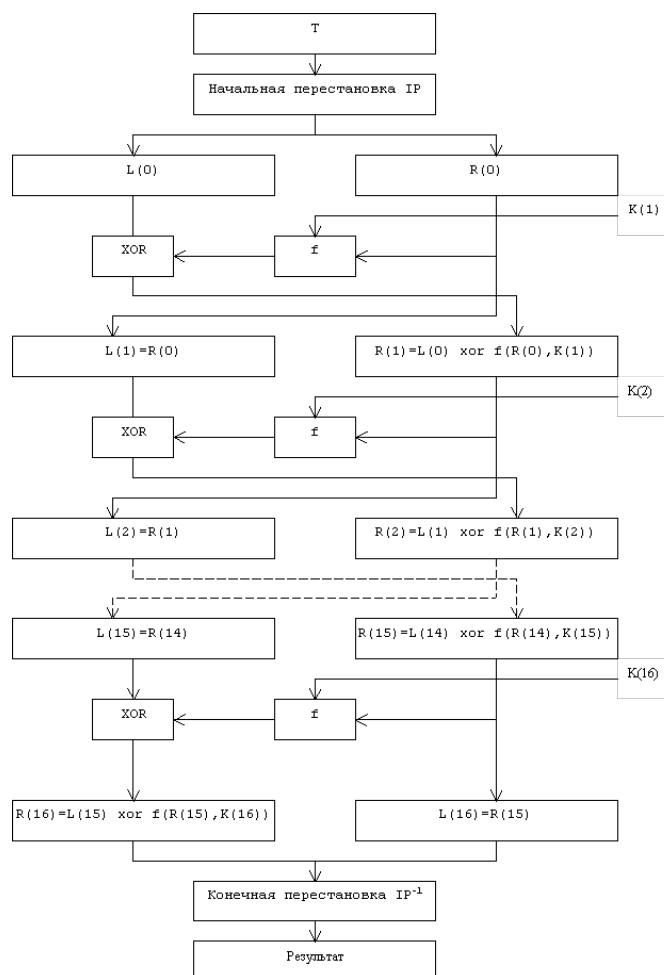 T
Начальная перестановка IP
L(0)
R(0)
K(1)
XOR
f
L(1)=R(0)
R(1)=L(0) xor f(R(0),K(1))
K(2)
XOR
f
L(2)=R(1)
R(2)=L(1) xor f(R(1),K(2))
L(15)=R(14)
R(15)=L(14) xor f(R(14),K(15))
K(16)
XOR
f
R(16)=L(15) xor f(R(15),K(16))
L(16)=R(15)
Конечная перестановка IP⁻¹
Результат